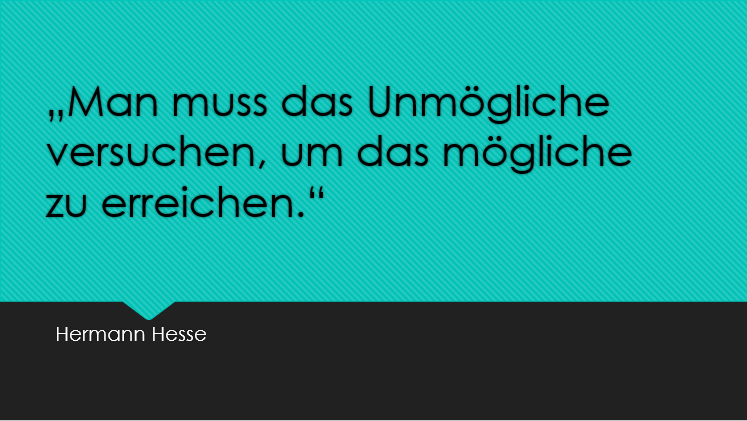 „Man muss das Unmögliche
versuchen, um das mögliche
zu erreichen.“
Hermann Hesse